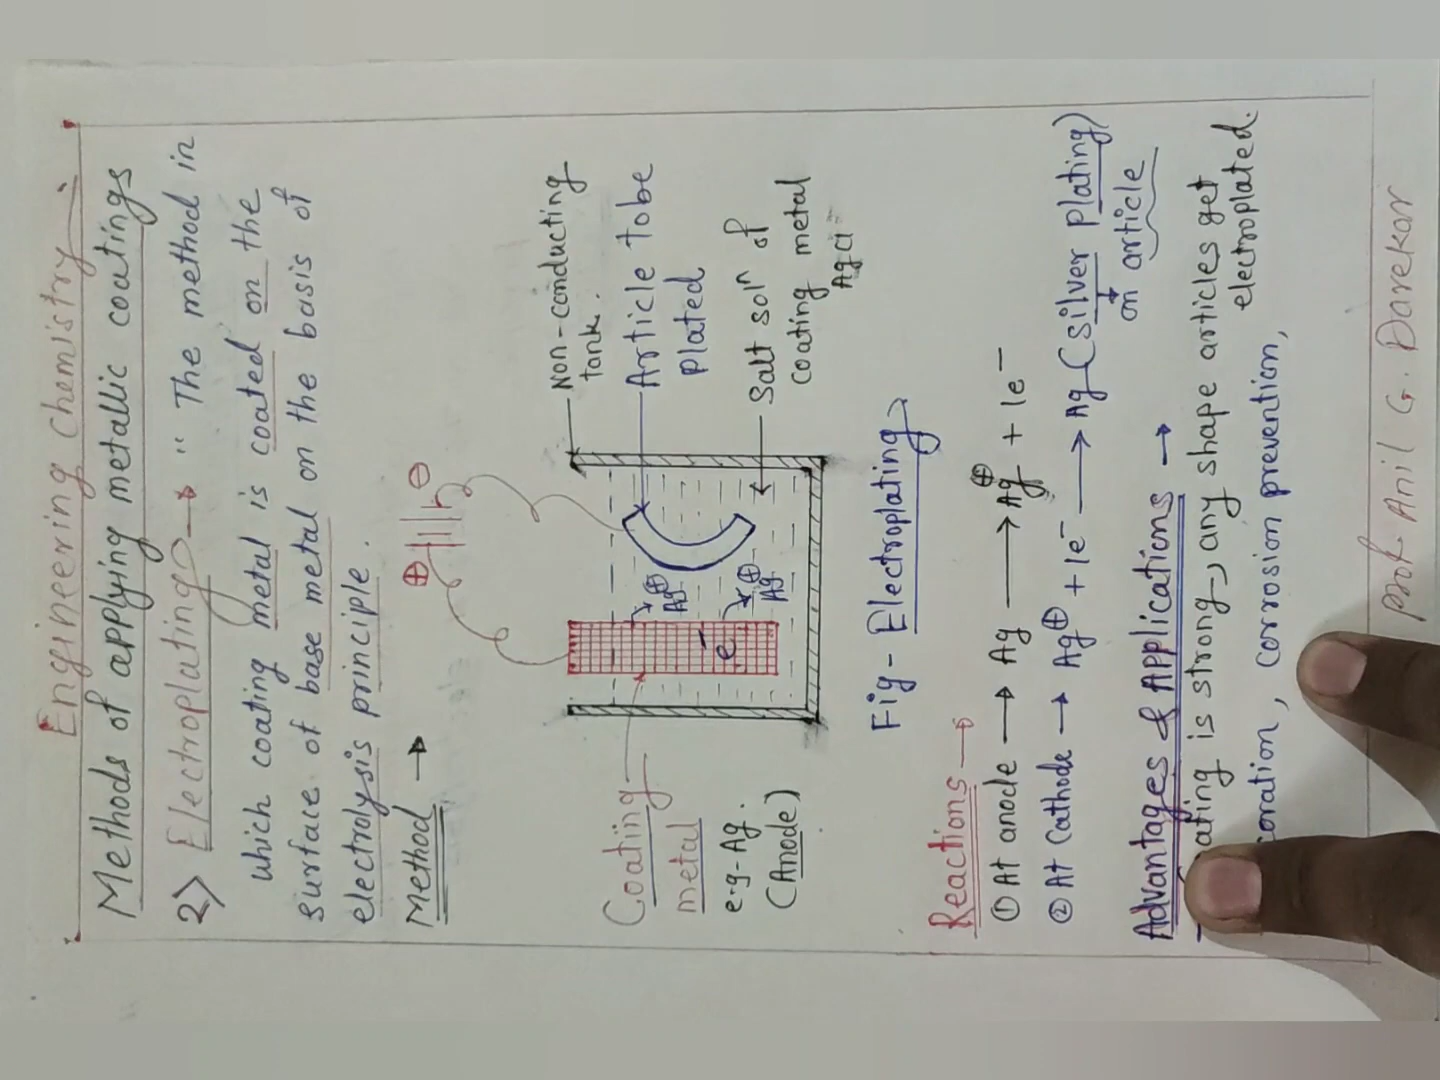 Engineering Chemistry
Methods of applying metallic coatings
2) Electroplating → " The method in
which coating metal is coated on the
surface of base metal on the basis of
electrolysis principle.
Method →
⊕ ⊖
Non-conducting
tank.
Article to be
plated
Salt solⁿ of
coating metal
AgCl
Coating
metal
e.g-Ag.
(Anode)
Ag⊕
Ag⊕
e⁻
Fig - Electroplating
Reactions →
① At anode → Ag → Ag⊕ + 1e⁻
② At Cathode → Ag⊕ + 1e⁻ → Ag (Silver plating)
on article
Advantages & Applications →
ating is strong, any shape articles get
electroplated.
coration, corrosion prevention,
Prof Anil G. Darekar